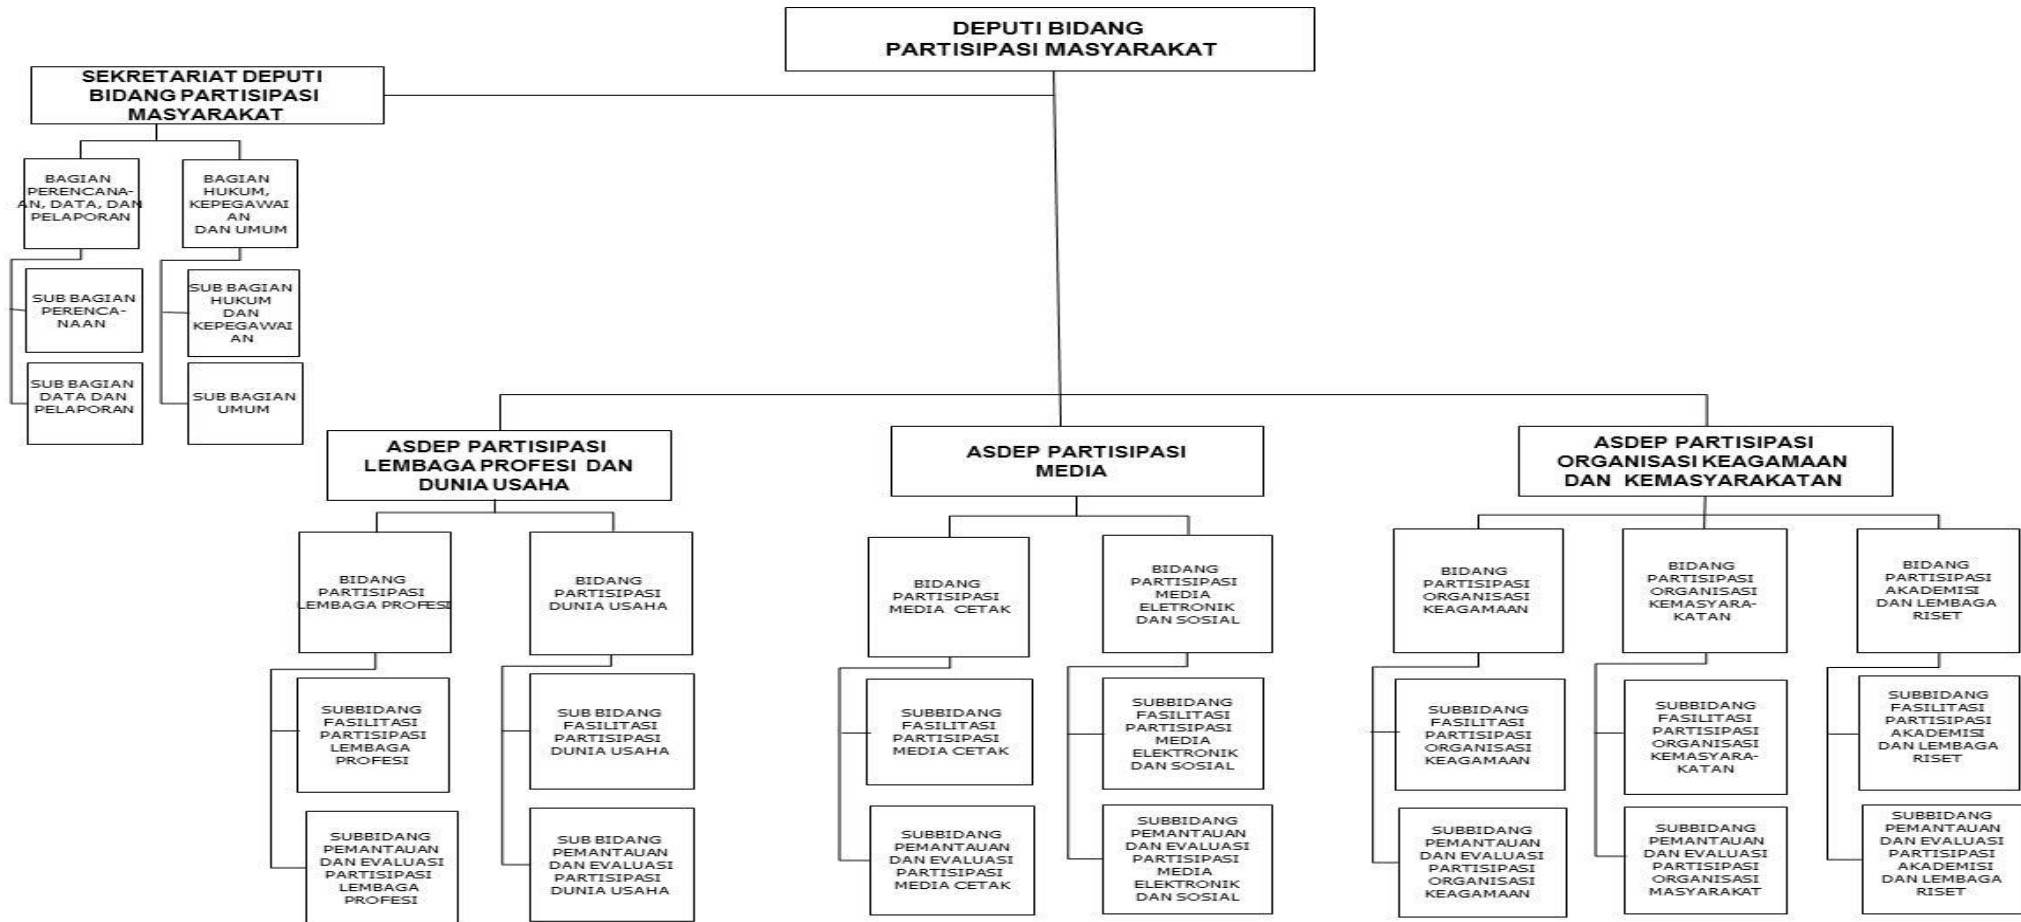 DEPUTI BIDANG
PARTISIPASI MASYARAKAT
SEKRETARIAT DEPUTI
BIDANG PARTISIPASI
MASYARAKAT
BAGIAN
PERENCANA-
AN, DATA, DAN
PELAPORAN
BAGIAN
HUKUM,
KEPEGAWAI
AN
DAN UMUM
SUB BAGIAN
PERENCA-
NAAN
SUB BAGIAN
HUKUM
DAN
KEPEGAWAI
AN
SUB BAGIAN
DATA DAN
PELAPORAN
SUB BAGIAN
UMUM
ASDEP PARTISIPASI
LEMBAGA PROFESI DAN
DUNIA USAHA
ASDEP PARTISIPASI
MEDIA
ASDEP PARTISIPASI
ORGANISASI KEAGAMAAN
DAN KEMASYARAKATAN
BIDANG
PARTISIPASI
LEMBAGA PROFESI
BIDANG
PARTISIPASI
DUNIA USAHA
BIDANG
PARTISIPASI
MEDIA CETAK
BIDANG
PARTISIPASI
MEDIA
ELETRONIK
DAN SOSIAL
BIDANG
PARTISIPASI
ORGANISASI
KEAGAMAAN
BIDANG
PARTISIPASI
ORGANISASI
KEMASYARA-
KATAN
BIDANG
PARTISIPASI
AKADEMISI
DAN LEMBAGA
RISET
SUBBIDANG
FASILITASI
PARTISIPASI
LEMBAGA
PROFESI
SUB BIDANG
FASILITASI
PARTISIPASI
DUNIA USAHA
SUBBIDANG
FASILITASI
PARTISIPASI
MEDIA CETAK
SUBBIDANG
FASILITASI
PARTISIPASI
MEDIA
ELEKTRONIK
DAN SOSIAL
SUBBIDANG
FASILITASI
PARTISIPASI
ORGANISASI
KEAGAMAAN
SUBBIDANG
FASILITASI
PARTISIPASI
ORGANISASI
KEMASYARA-
KATAN
SUBBIDANG
FASILITASI
PARTISIPASI
AKADEMISI
DAN LEMBAGA
RISET
SUBBIDANG
PEMANTAUAN
DAN EVALUASI
PARTISIPASI
LEMBAGA
PROFESI
SUB BIDANG
PEMANTAUAN
DAN EVALUASI
PARTISIPASI
DUNIA USAHA
SUBBIDANG
PEMANTAUAN
DAN EVALUASI
PARTISIPASI
MEDIA CETAK
SUBBIDANG
PEMANTAUAN
DAN EVALUASI
PARTISIPASI
MEDIA
ELEKTRONIK
DAN SOSIAL
SUBBIDANG
PEMANTAUAN
DAN EVALUASI
PARTISIPASI
ORGANISASI
KEAGAMAAN
SUBBIDANG
PEMANTAUAN
DAN EVALUASI
PARTISIPASI
ORGANISASI
MASYARAKAT
SUBBIDANG
PEMANTAUAN
DAN EVALUASI
PARTISIPASI
AKADEMISI
DAN LEMBAGA
RISET